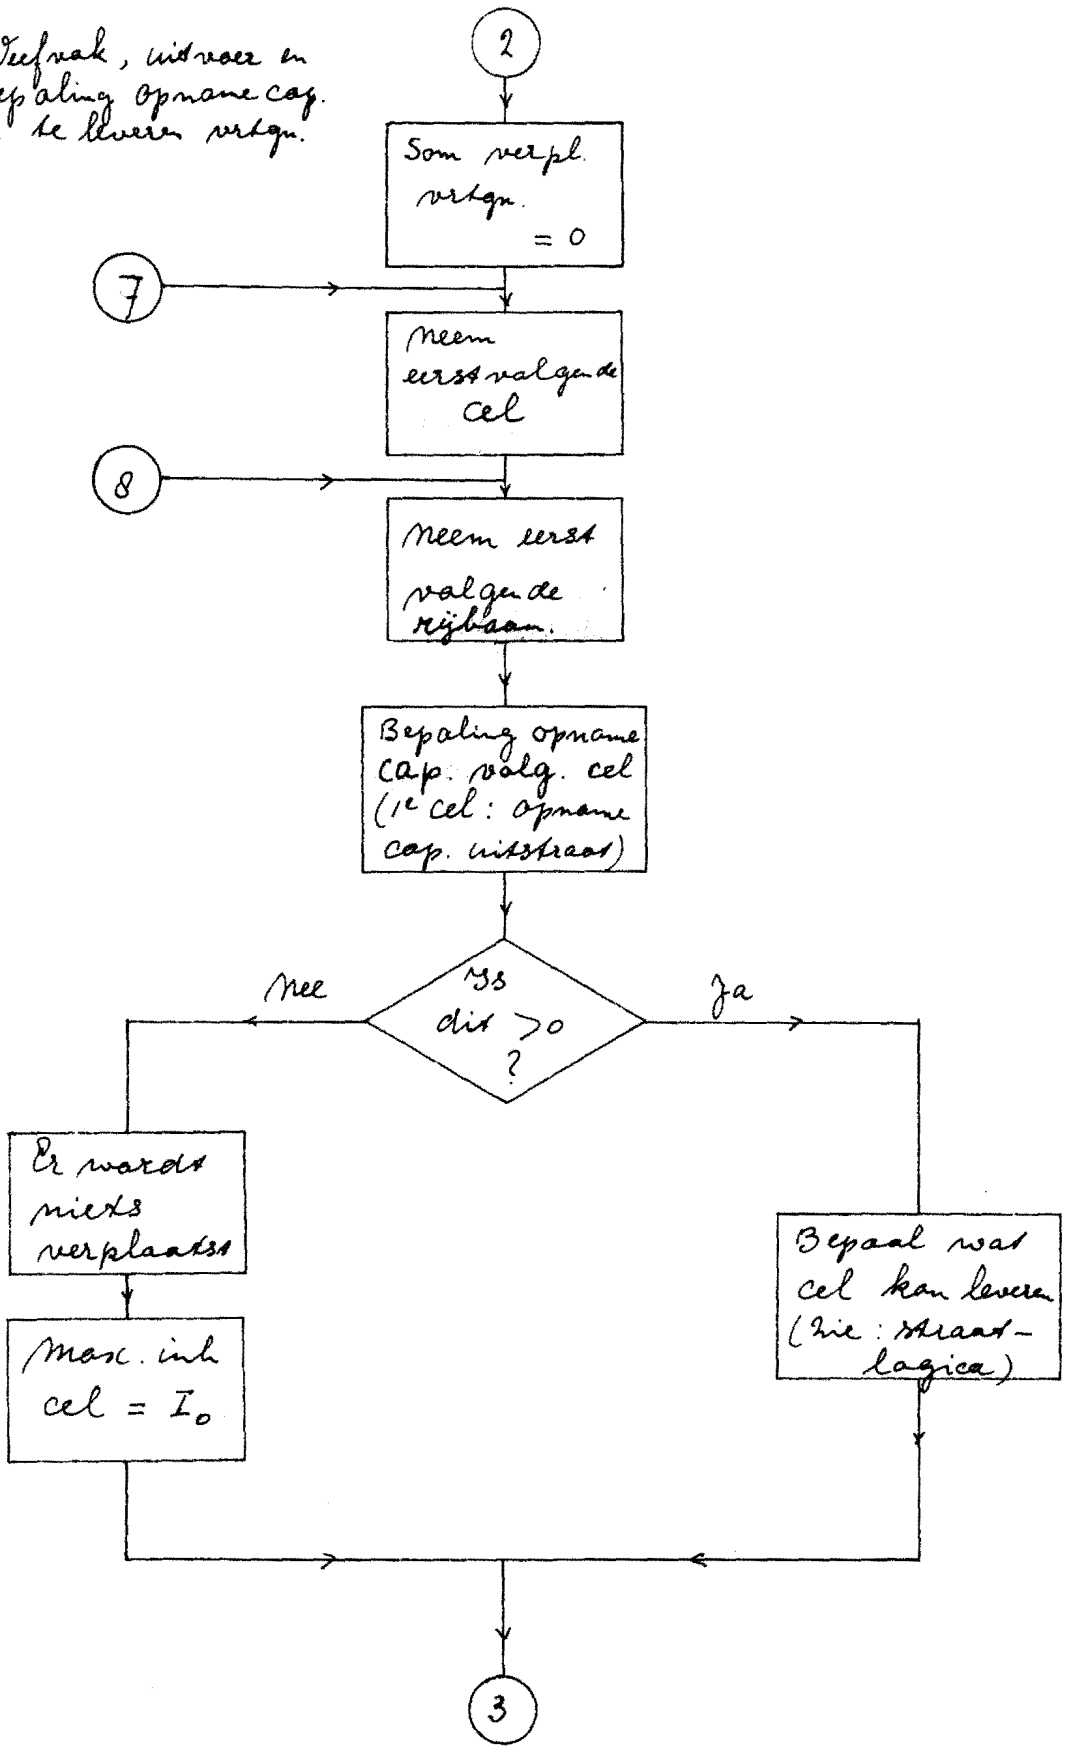 Weefvak, uitvoer en
bepaling opname cap.
te leveren vrtgn.
2
Som verpl.
vrtgn.
= 0
7
Neem
eerstvolgende
cel
8
Neem eerst
volgende
rijbaan.
Bepaling opname
cap. volg. cel
(1e cel: opname
cap. uitstraat)
Is
dit >0
?
Nee
Ja
Er wordt
niets
verplaatst
Max. inh
cel = I₀
Bepaal wat
cel kan leveren
(zie: straat-
logica)
3